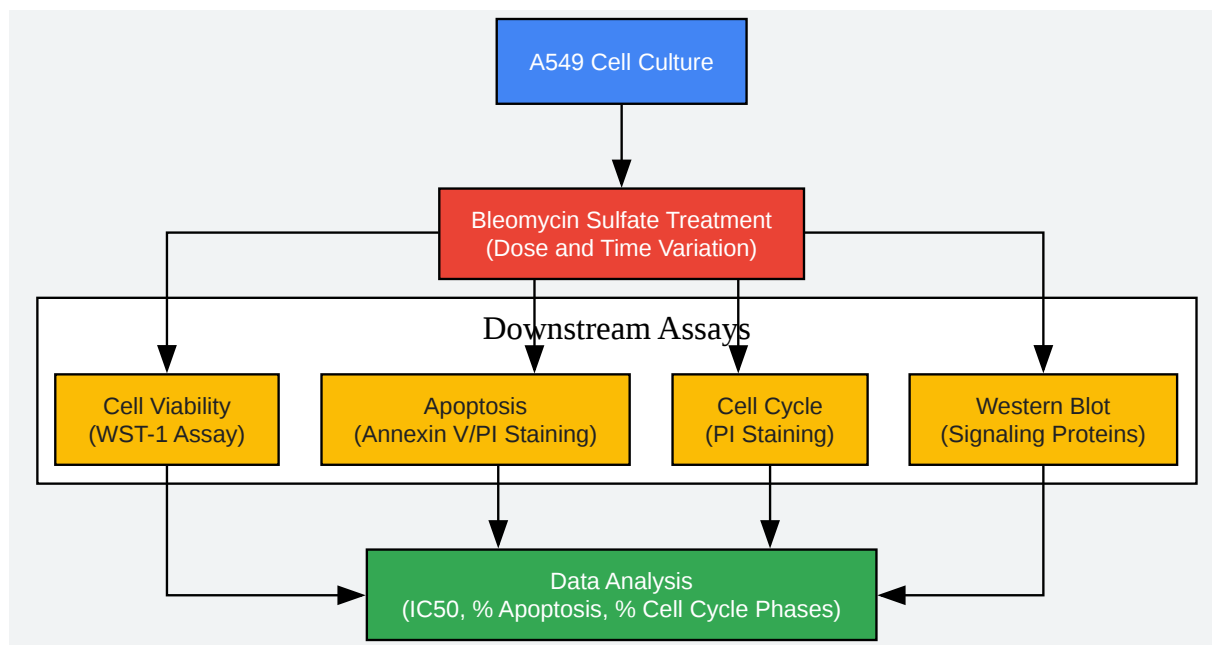 A549 Cell Culture
Bleomycin Sulfate Treatment
(Dose and Time Variation)
Downstream Assays
Cell Viability
(WST-1 Assay)
Apoptosis
(Annexin V/PI Staining)
Cell Cycle
(PI Staining)
Western Blot
(Signaling Proteins)
Data Analysis
(IC50, % Apoptosis, % Cell Cycle Phases)